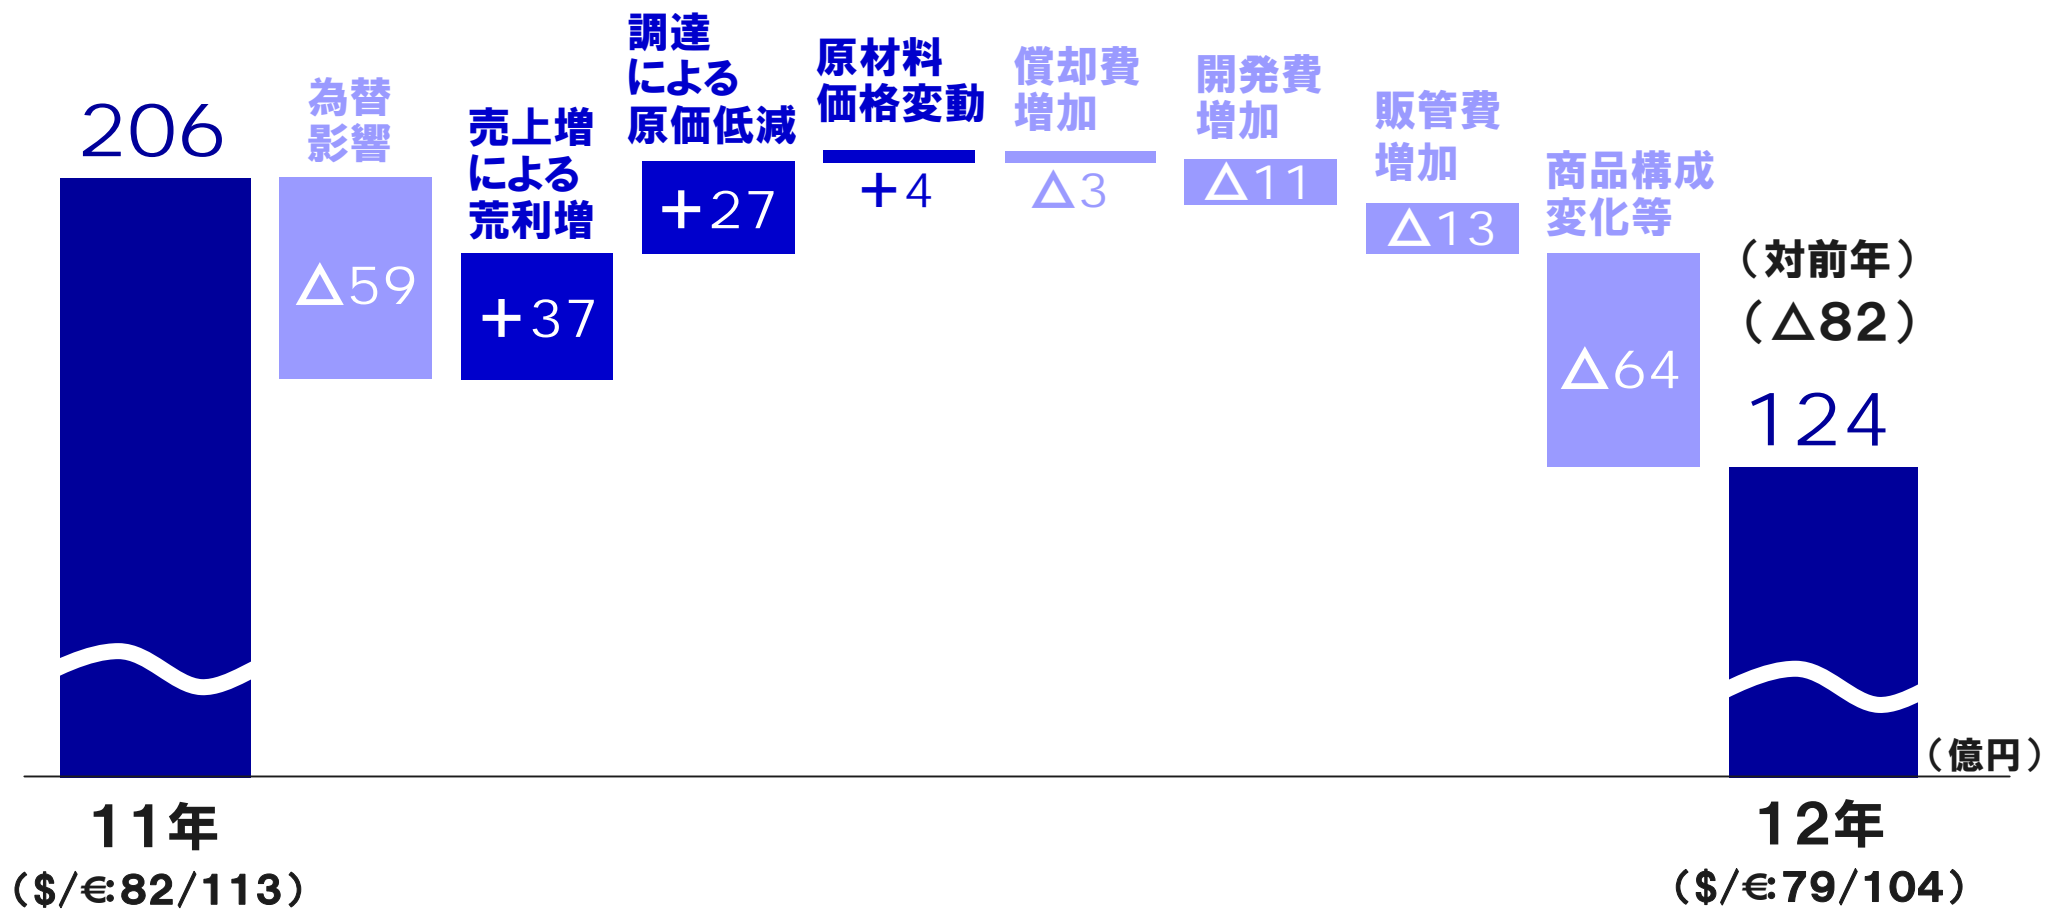 206
為替
影響
△59
売上増
による
荒利増
+37
調達
による
原価低減
+27
原材料
価格変動
+4
償却費
増加
△3
開発費
増加
△11
販管費
増加
△13
商品構成
変化等
△64
（対前年）
（△82）
124
（億円）
11年
（$/€:82/113）
12年
（$/€:79/104）